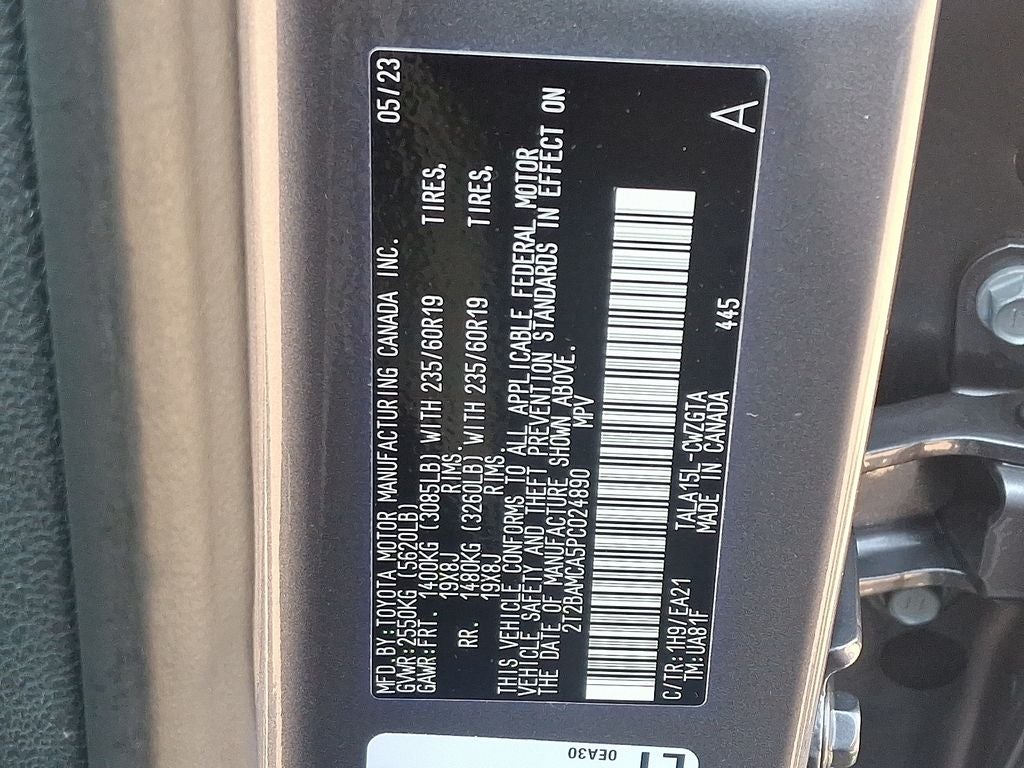 MFD.BY:TOYOTA MOTOR MANUFACTURING CANADA INC. 05/23
GVWR:2550KG (5620LB)
GAWR:FRT. 1400KG (3085LB) WITH 235/60R19 TIRES,
19X8J RIMS.
RR. 1480KG (3260LB) WITH 235/60R19 TIRES,
19X8J RIMS.
THIS VEHICLE CONFORMS TO ALL APPLICABLE FEDERAL MOTOR
VEHICLE SAFETY AND THEFT PREVENTION STANDARDS IN EFFECT ON
THE DATE OF MANUFACTURE SHOWN ABOVE.
2T2BAMCA5PC024890 MPV
C/TR:1H9/EA21 TALA15L-CWZGTA 445
TM:UA81F MADE IN CANADA A
0EA30